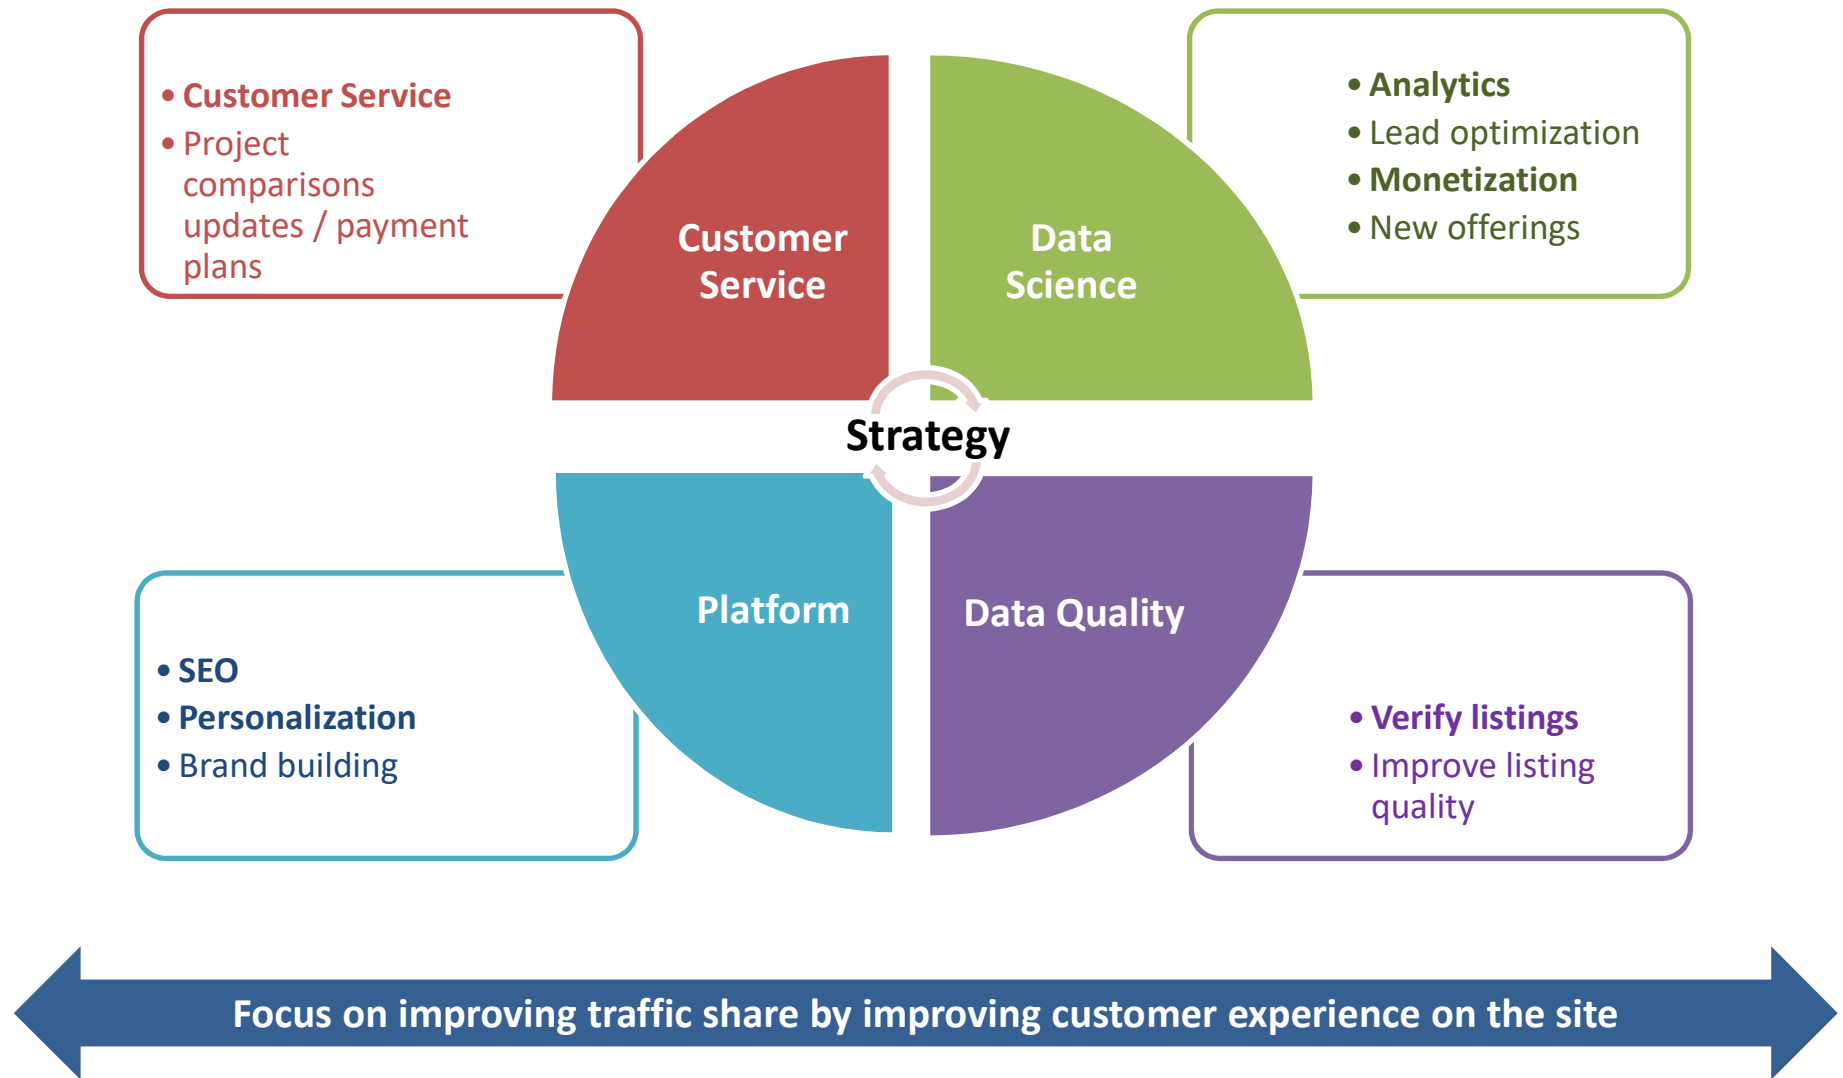 • Customer Service
• Project
comparisons
updates / payment
plans
• Analytics
• Lead optimization
• Monetization
• New offerings
Customer
Service
Data
Science
Strategy
Platform
Data Quality
• SEO
• Personalization
• Brand building
• Verify listings
• Improve listing
quality
Focus on improving traffic share by improving customer experience on the site